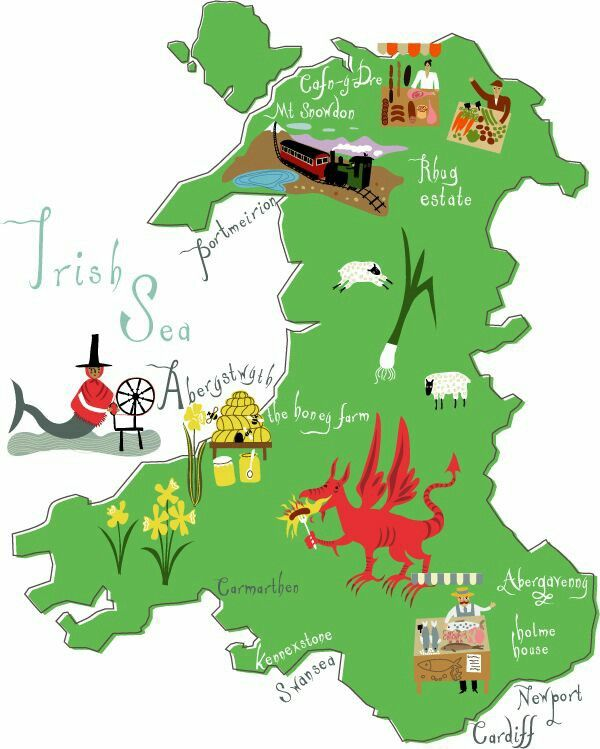 Cafn-y-Dre
Mt Snowdon
Rhug
estate
Portmeirion
Irish
Sea
Aberystwyth
the honey farm
Carmarthen
Abergavenny
holme
house
Kennexstone
Swansea
Newport
Cardiff